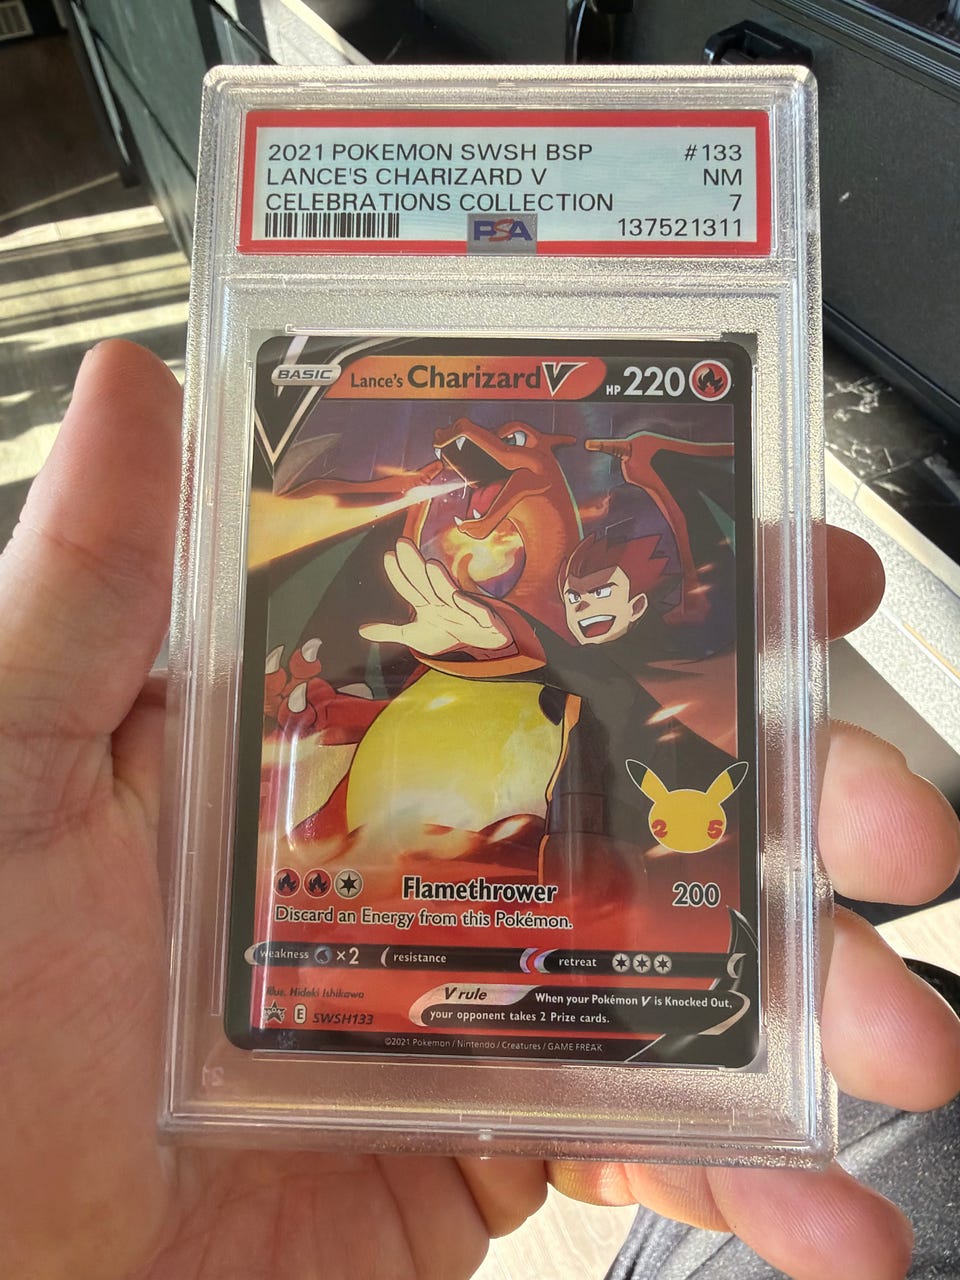 2021 POKEMON SWSH BSP #133
LANCE'S CHARIZARD V NM
CELEBRATIONS COLLECTION 7
PSA 137521311
BASIC Lance's Charizard V HP 220
25
Flamethrower 200
Discard an Energy from this Pokémon.
weakness ×2 resistance retreat
Illus. Hideki Ishikawa
V rule When your Pokémon V is Knocked Out,
your opponent takes 2 Prize cards.
E SWSH133
©2021 Pokémon / Nintendo / Creatures / GAME FREAK